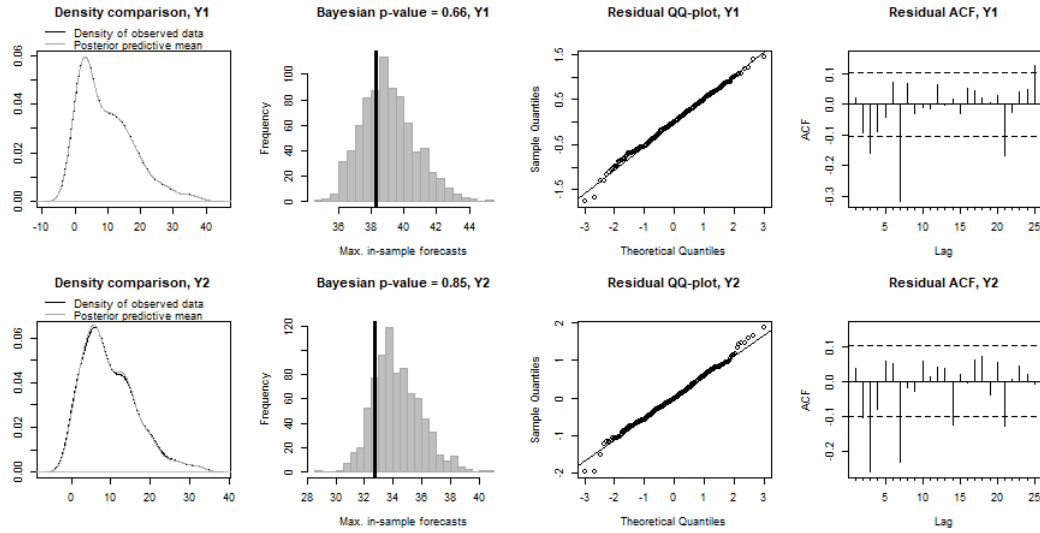 Density comparison, Y1
Density of observed data
Posterior predictive mean
0.00 0.02 0.04 0.06
-10 0 10 20 30 40
Bayesian p-value = 0.66, Y1
Frequency
0 20 40 60 80 100
36 38 40 42 44
Max. in-sample forecasts
Residual QQ-plot, Y1
Sample Quantiles
-1.5 -0.5 0.5 1.5
-3 -2 -1 0 1 2 3
Theoretical Quantiles
Residual ACF, Y1
ACF
-0.3 -0.2 -0.1 0.0 0.1
5 10 15 20 25
Lag
Density comparison, Y2
Density of observed data
Posterior predictive mean
0.00 0.02 0.04 0.06
0 10 20 30 40
Bayesian p-value = 0.85, Y2
Frequency
0 20 40 60 80 120
28 30 32 34 36 38 40
Max. in-sample forecasts
Residual QQ-plot, Y2
Sample Quantiles
-2 -1 0 1 2
-3 -2 -1 0 1 2 3
Theoretical Quantiles
Residual ACF, Y2
ACF
-0.2 -0.1 0.0 0.1
5 10 15 20 25
Lag